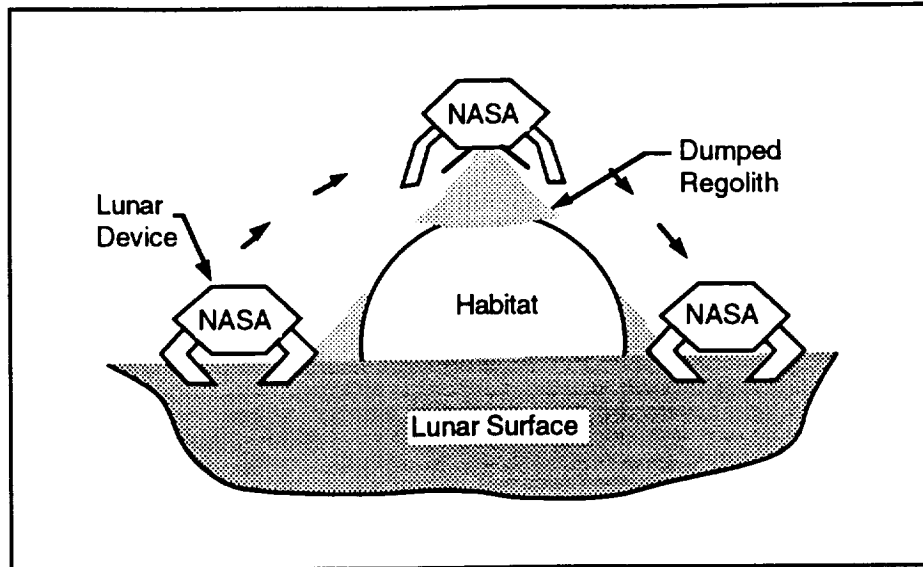 NASA
Dumped
Regolith
Lunar
Device
NASA
Habitat
NASA
Lunar Surface